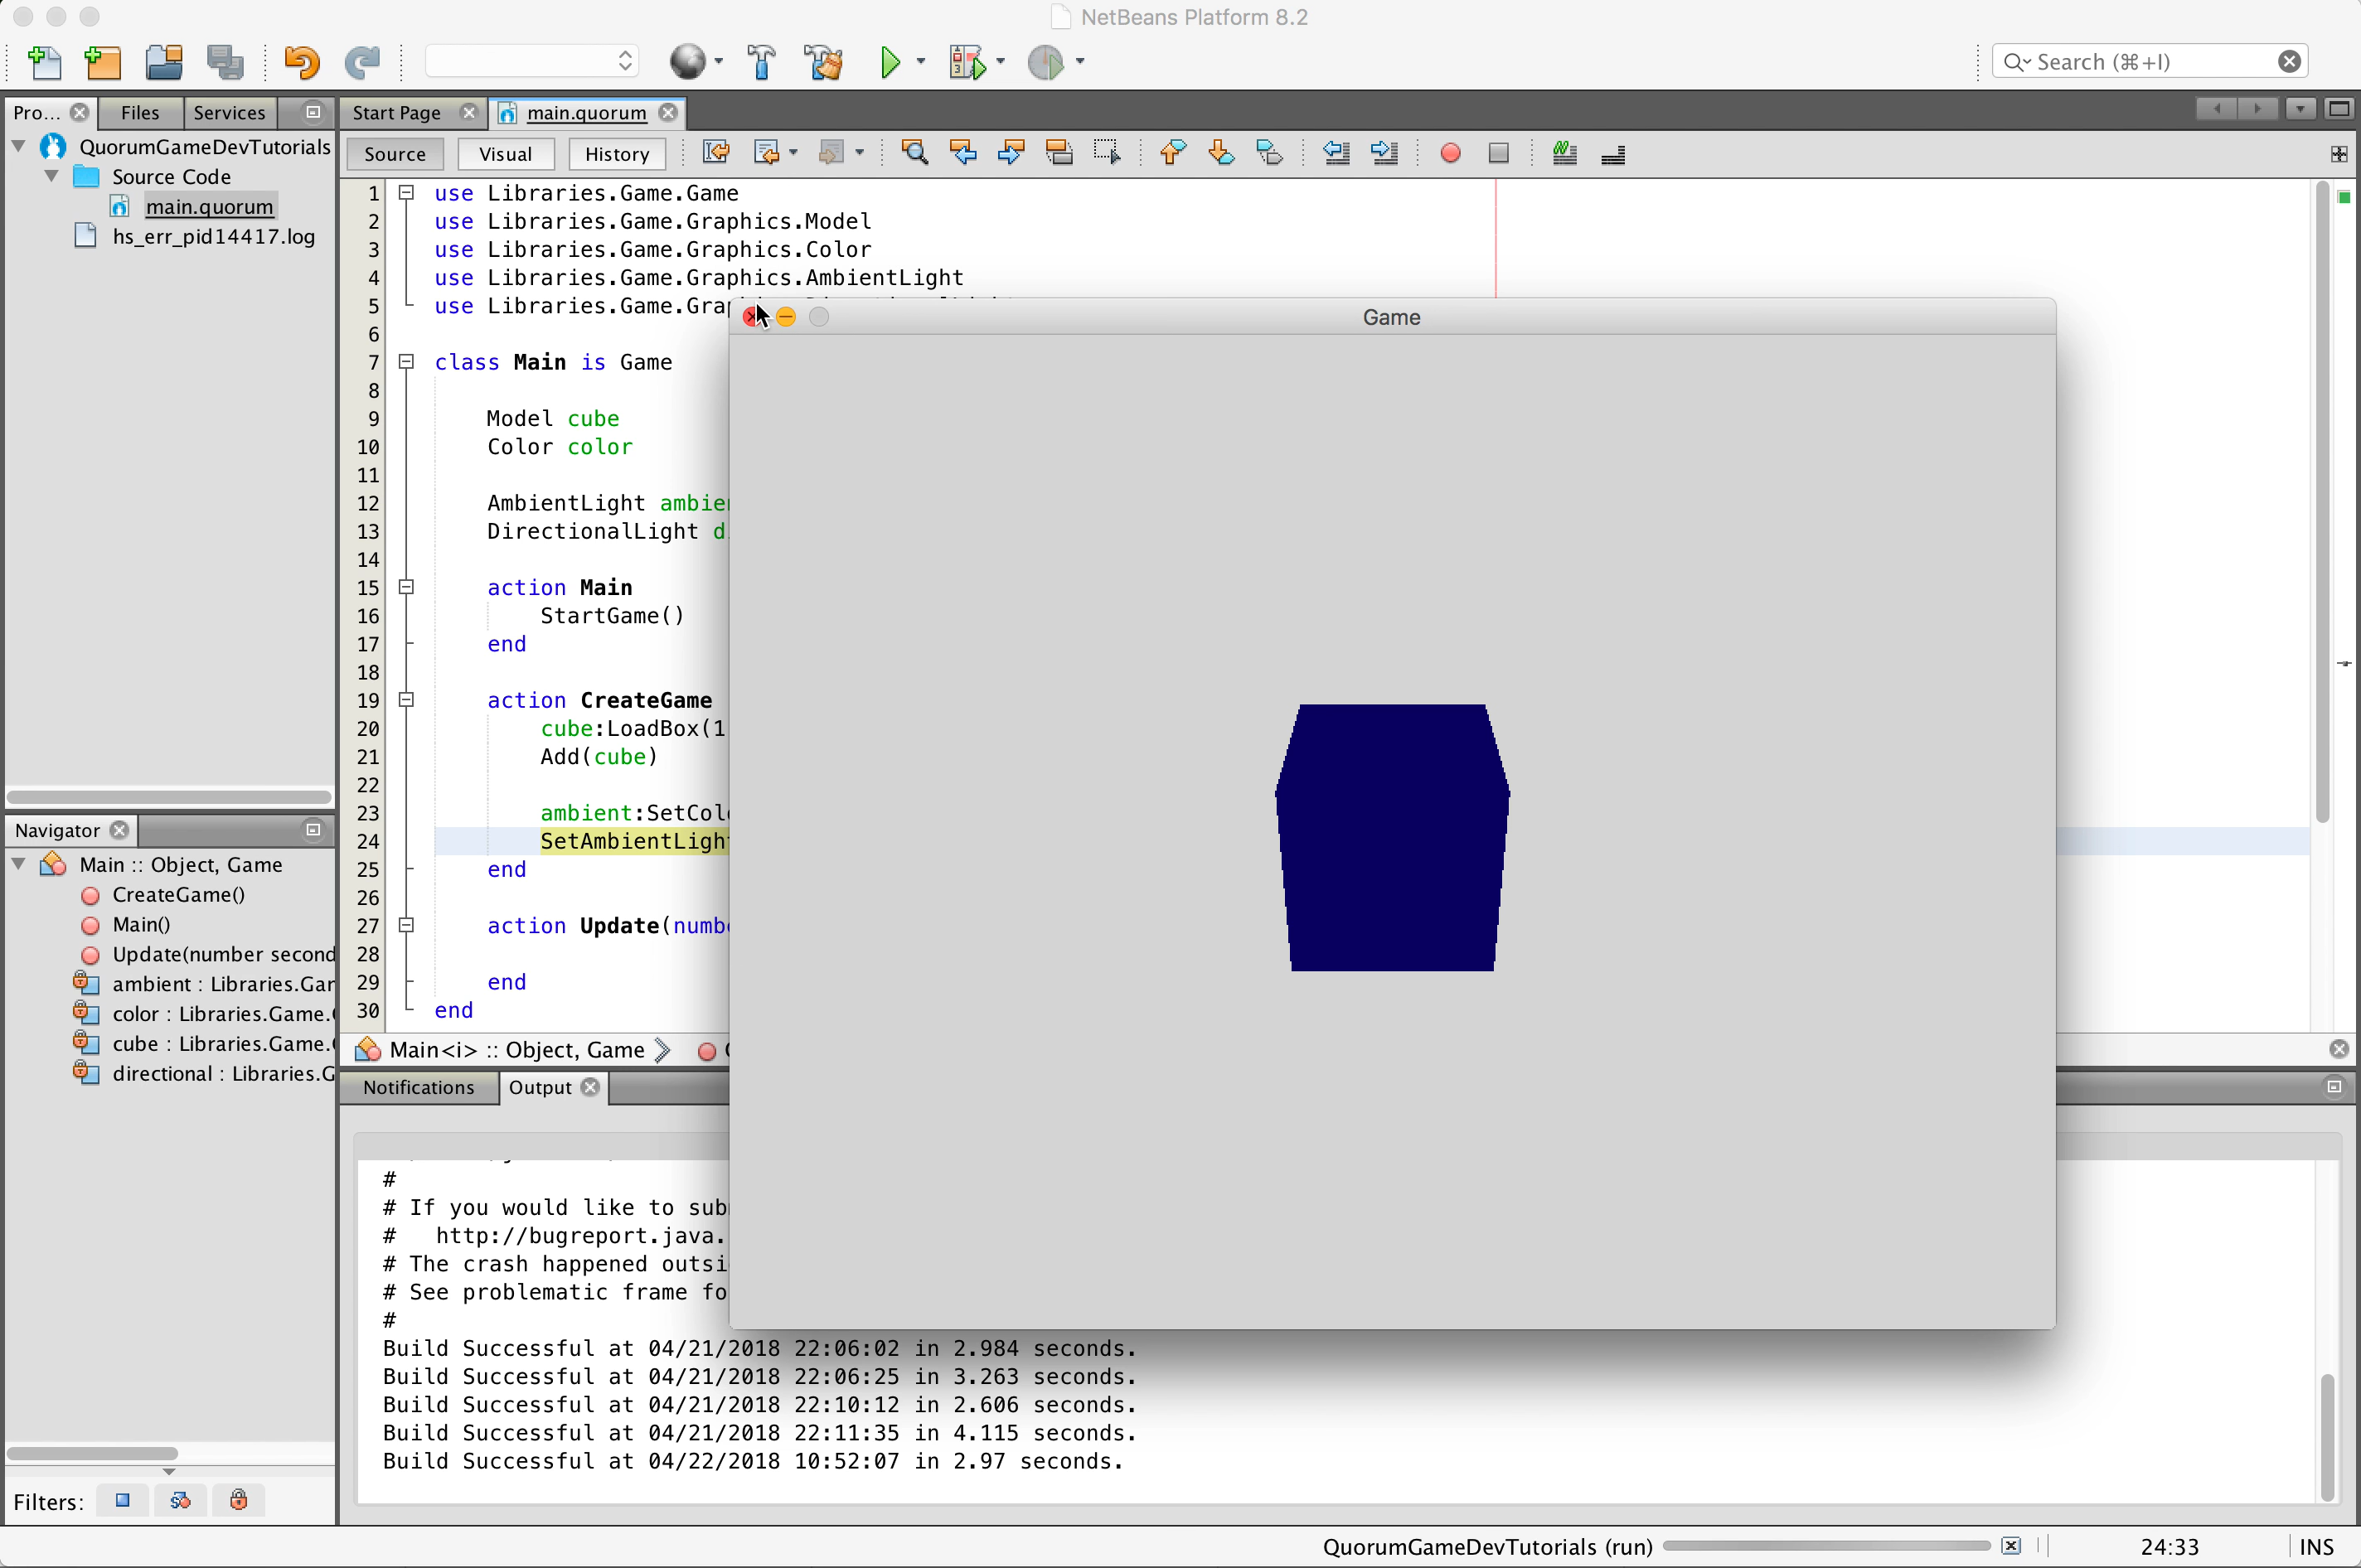 NetBeans Platform 8.2
Search (⌘+I)
Pro...
Files
Services
Start Page
main.quorum
QuorumGameDevTutorials
Source Code
main.quorum
hs_err_pid14417.log
Source
Visual
History
1 use Libraries.Game.Game
2 use Libraries.Game.Graphics.Model
3 use Libraries.Game.Graphics.Color
4 use Libraries.Game.Graphics.AmbientLight
5 use Libraries.Game.Gra
6
7 class Main is Game
8
9 Model cube
10 Color color
11
12 AmbientLight ambie
13 DirectionalLight d
14
15 action Main
16 StartGame()
17 end
18
19 action CreateGame
20 cube:LoadBox(1
21 Add(cube)
22
23 ambient:SetCol
24 SetAmbientLigh
25 end
26
27 action Update(numb
28
29 end
30 end
Game
Navigator
Main :: Object, Game
CreateGame()
Main()
Update(number second
ambient : Libraries.Gar
color : Libraries.Game.
cube : Libraries.Game.
directional : Libraries.G
Filters:
Main<i> :: Object, Game
Notifications
Output
#
# If you would like to sub
# http://bugreport.java.
# The crash happened outsi
# See problematic frame fo
#
Build Successful at 04/21/2018 22:06:02 in 2.984 seconds.
Build Successful at 04/21/2018 22:06:25 in 3.263 seconds.
Build Successful at 04/21/2018 22:10:12 in 2.606 seconds.
Build Successful at 04/21/2018 22:11:35 in 4.115 seconds.
Build Successful at 04/22/2018 10:52:07 in 2.97 seconds.
QuorumGameDevTutorials (run)
24:33
INS